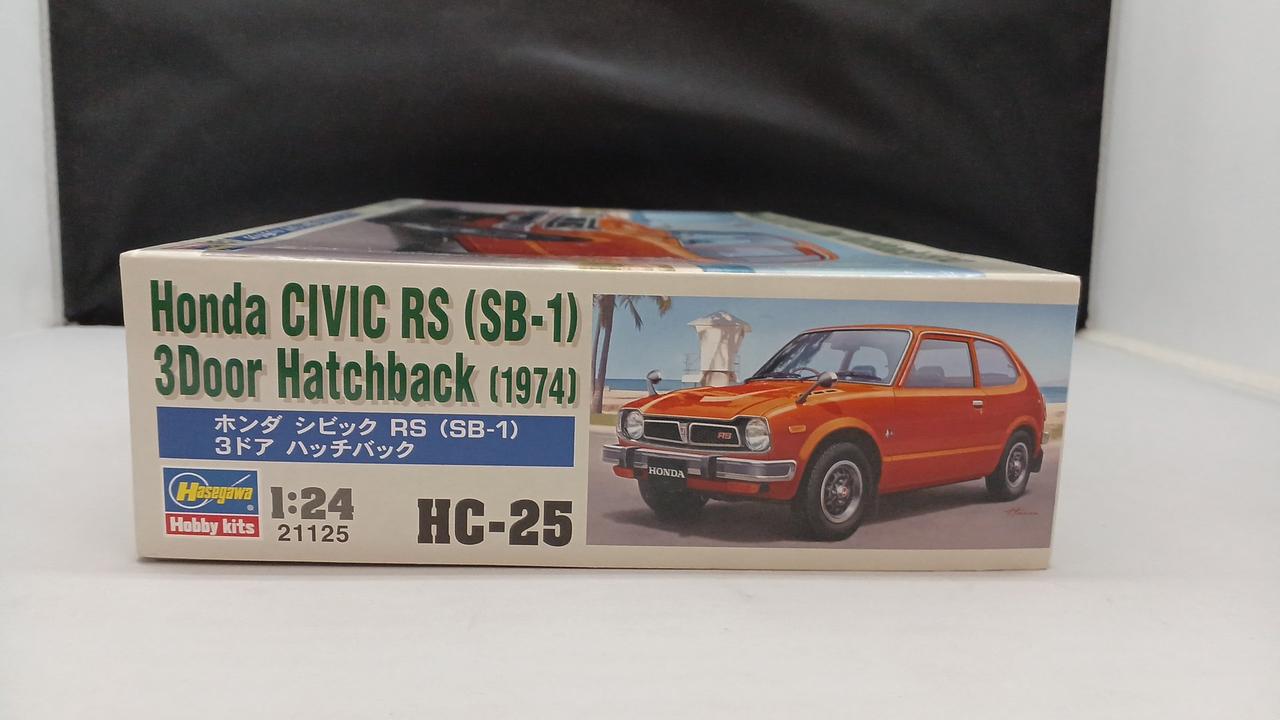 Honda CIVIC RS (SB-1)
3Door Hatchback (1974)
ホンダ シビック RS (SB-1)
3ドア ハッチバック
Hasegawa
Hobby kits
1:24
21125
HC-25
RS
HONDA